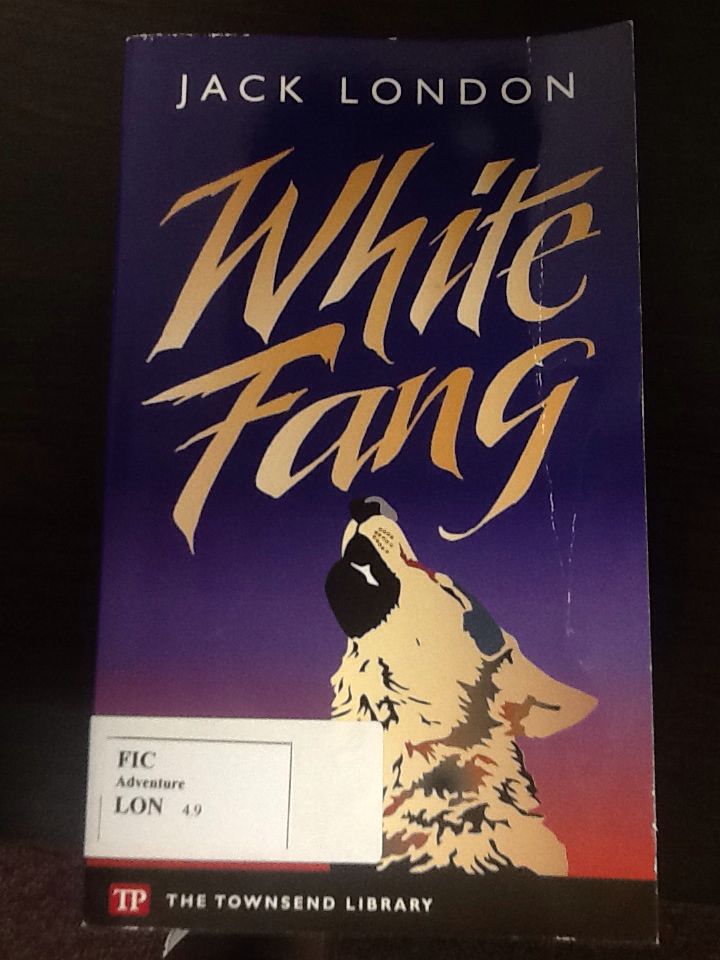 JACK LONDON
White
Fang
FIC
Adventure
LON 4.9
TP THE TOWNSEND LIBRARY